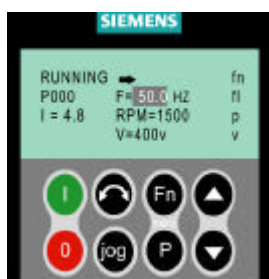 SIEMENS
RUNNING ➡ fn
P000 F= 50.0 HZ fl
I = 4.8 RPM=1500 p
V=400v v
I Fn
0 jog P